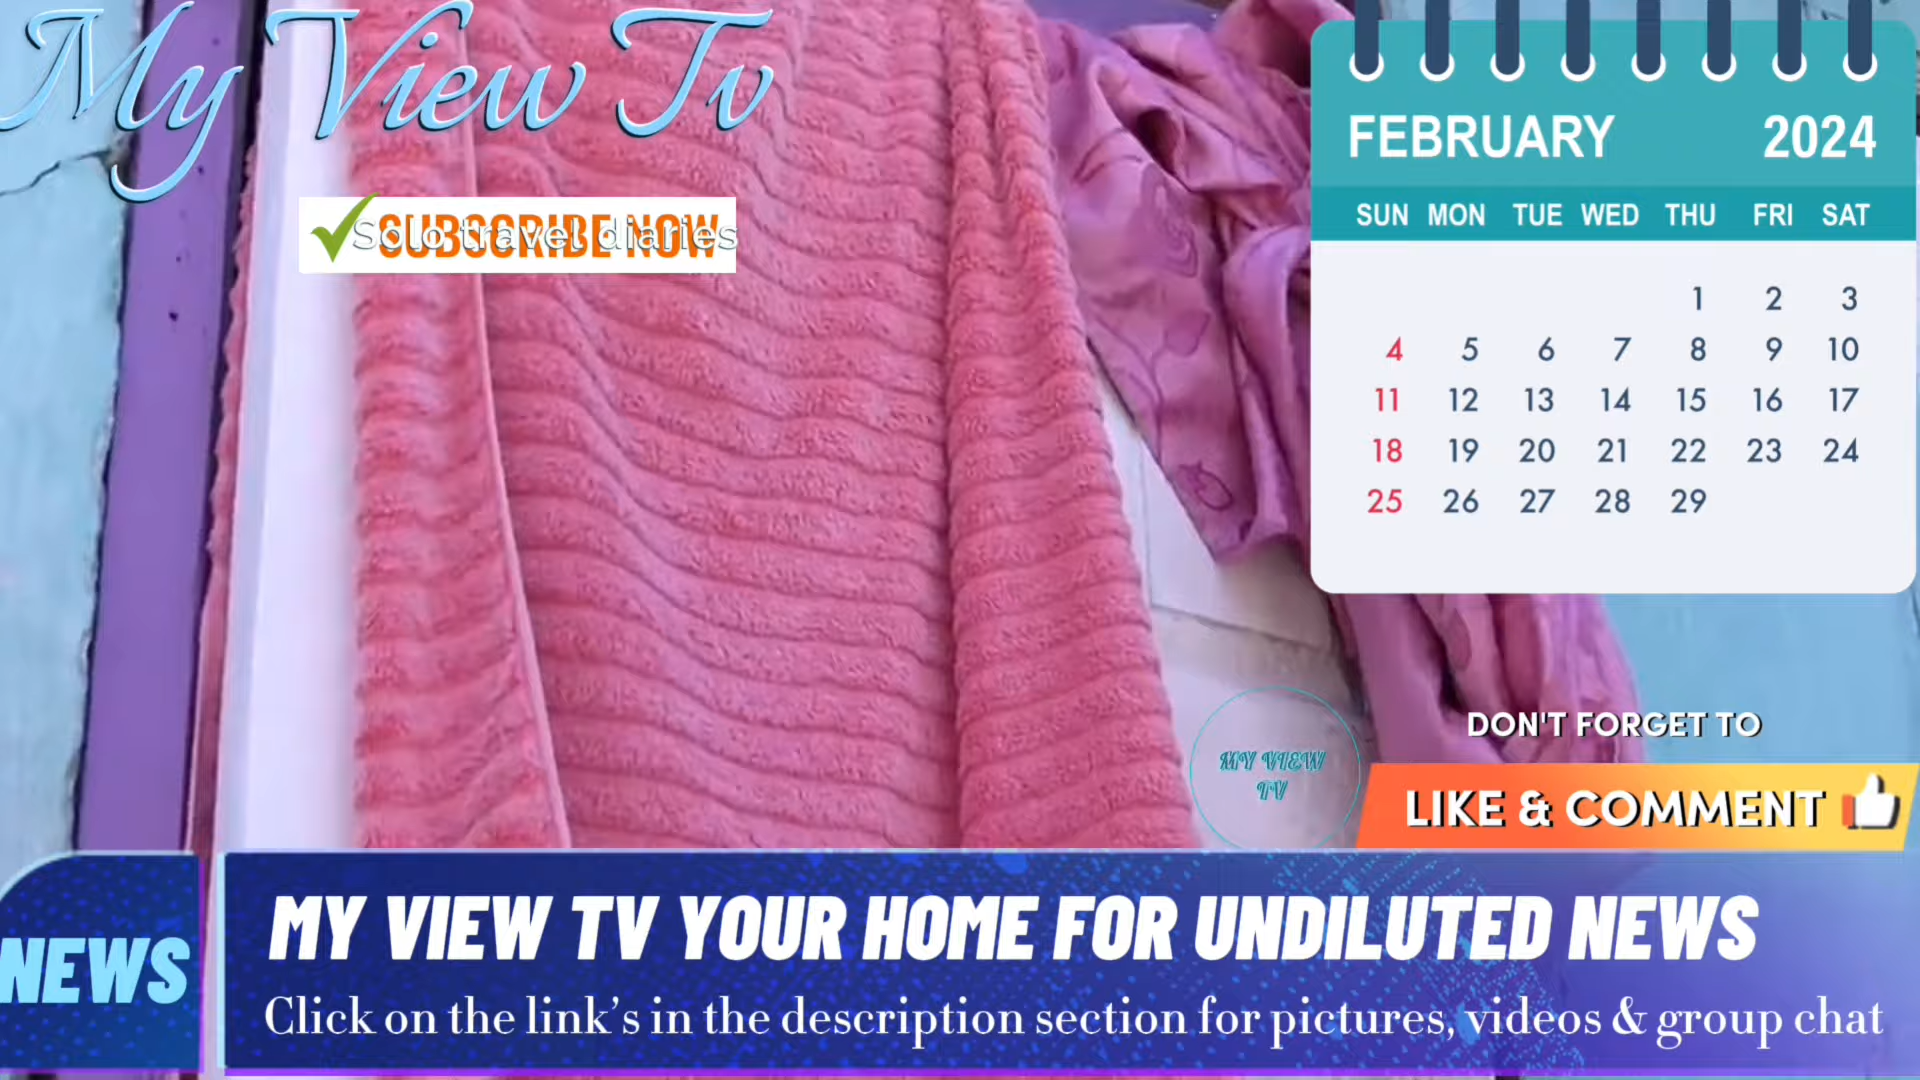 My View Tv
SUBSCRIBE NOW
Solo travel diaries
FEBRUARY 2024
SUN MON TUE WED THU FRI SAT
1 2 3
4 5 6 7 8 9 10
11 12 13 14 15 16 17
18 19 20 21 22 23 24
25 26 27 28 29
MY VIEW
TV
DON'T FORGET TO
LIKE & COMMENT
NEWS
MY VIEW TV YOUR HOME FOR UNDILUTED NEWS
Click on the link’s in the description section for pictures, videos & group chat